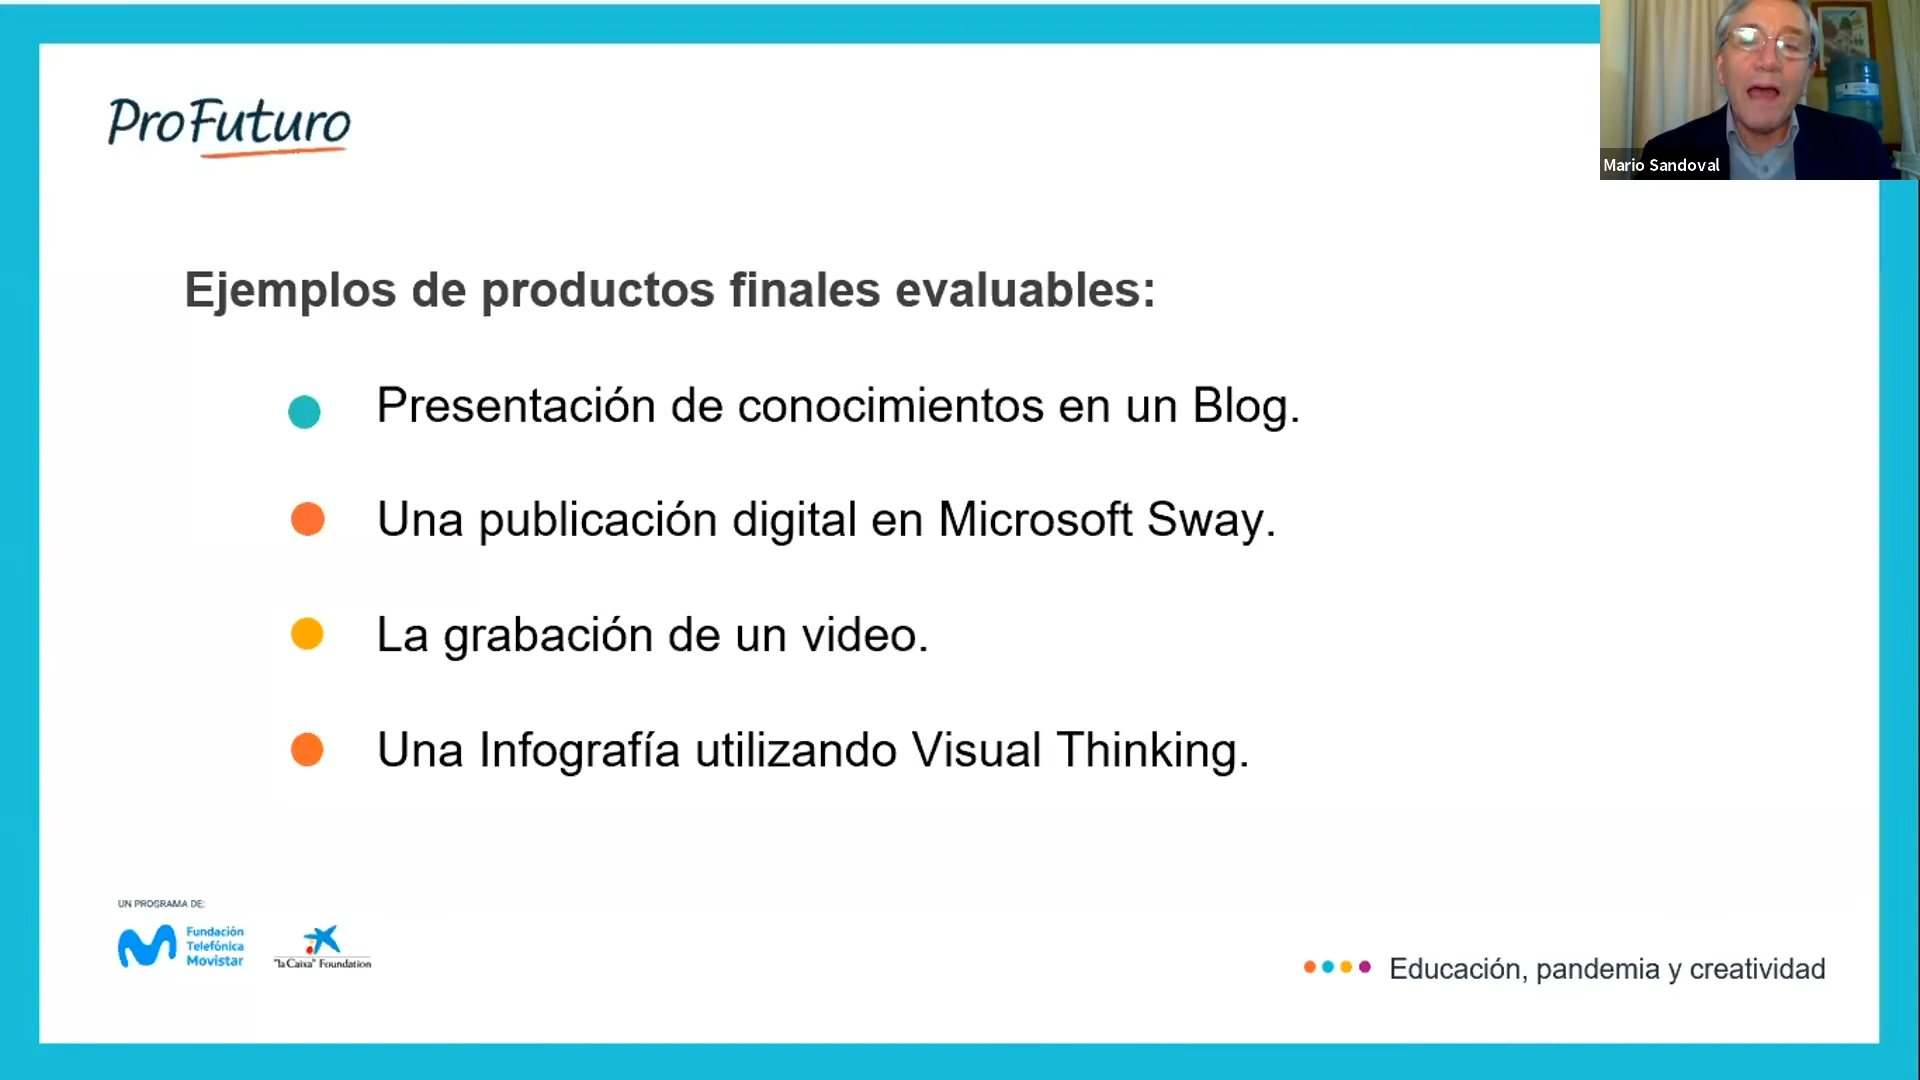 ProFuturo
Mario Sandoval
Ejemplos de productos finales evaluables:
Presentación de conocimientos en un Blog.
Una publicación digital en Microsoft Sway.
La grabación de un video.
Una Infografía utilizando Visual Thinking.
UN PROGRAMA DE:
Fundación
Telefónica
Movistar
"la Caixa" Foundation
Educación, pandemia y creatividad